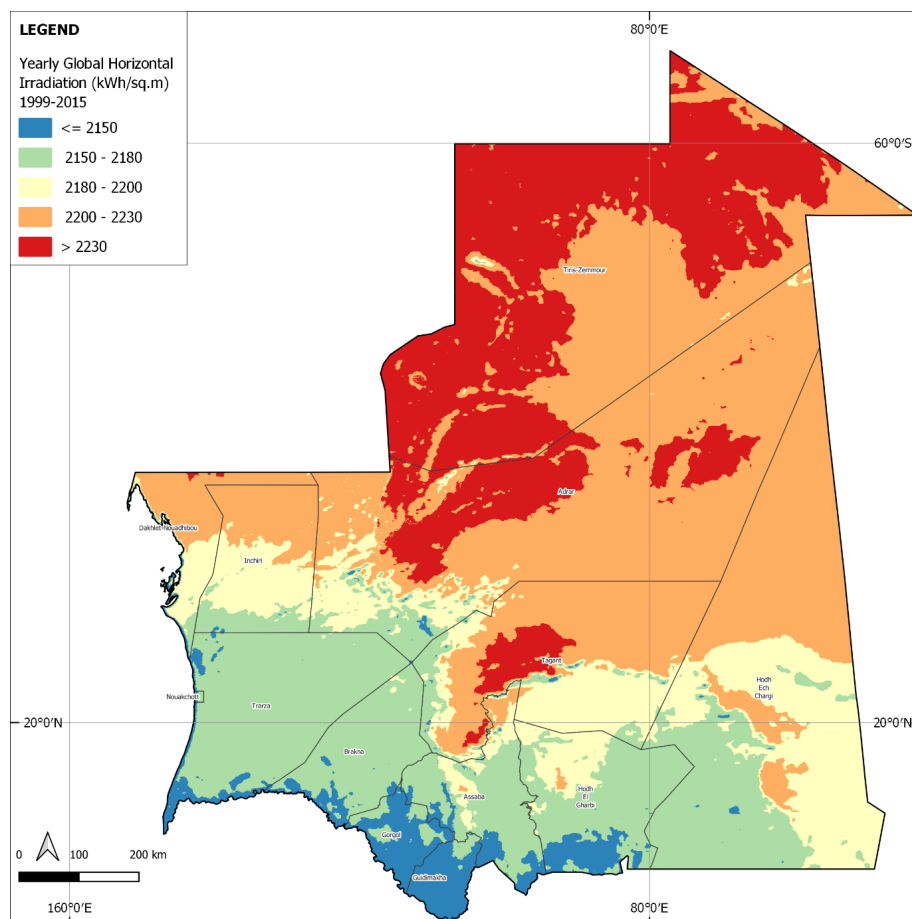 LEGEND
Yearly Global Horizontal
Irradiation (kWh/sq.m)
1999-2015
<= 2150
2150 - 2180
2180 - 2200
2200 - 2230
> 2230
80°0′E
60°0′S
Tiris-Zemmour
Adrar
Dakhlet-Nouadhibou
Inchiri
Tagant
Hodh
Ech
Chargi
Nouakchott
Trarza
20°0′N
20°0′N
Brakna
Assaba
Hodh
El
Gharbi
Gorgol
Guidimakha
0 100 200 km
160°0′E
80°0′E